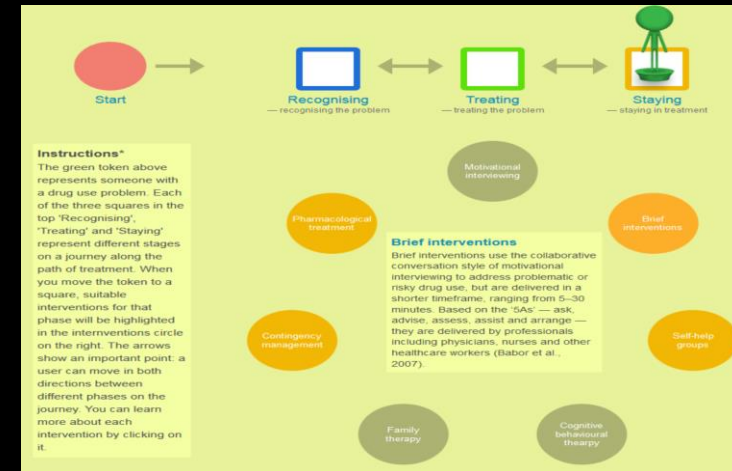 Start
Recognising
— recognising the problem
Treating
— treating the problem
Staying
— staying in treatment
Instructions*
The green token above
represents someone with
a drug use problem. Each
of the three squares in the
top 'Recognising',
'Treating' and 'Staying'
represent different stages
on a journey along the
path of treatment. When
you move the token to a
square, suitable
interventions for that
phase will be highlighted
in the internventions circle
on the right. The arrows
show an important point: a
user can move in both
directions between
different phases on the
journey. You can learn
more about each
intervention by clicking on
it.
Motivational
interviewing
Pharmacological
treatment
Brief
interventions
Brief interventions
Brief interventions use the collaborative
conversation style of motivational
interviewing to address problematic or
risky drug use, but are delivered in a
shorter timeframe, ranging from 5–30
minutes. Based on the '5As' — ask,
advise, assess, assist and arrange —
they are delivered by professionals
including physicians, nurses and other
healthcare workers (Babor et al.,
2007).
Contingency
management
Self-help
groups
Family
therapy
Cognitive
behavioural
thearpy